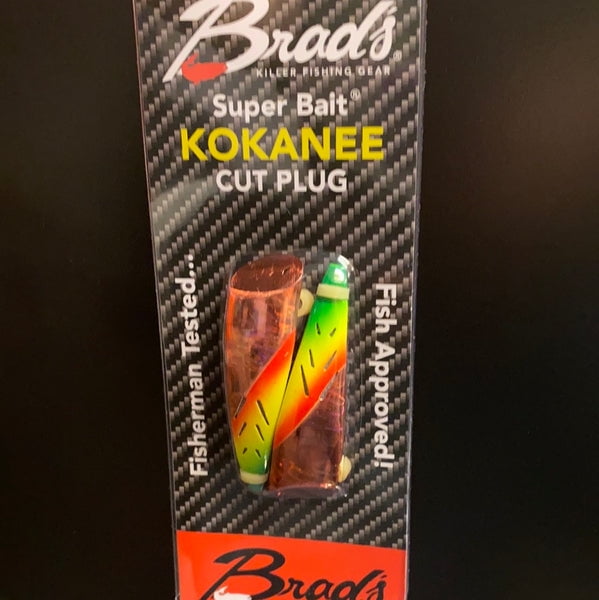 Brad's®
KILLER FISHING GEAR
Super Bait®
KOKANEE
CUT PLUG
Fisherman Tested...
Fish Approved!
Brad's